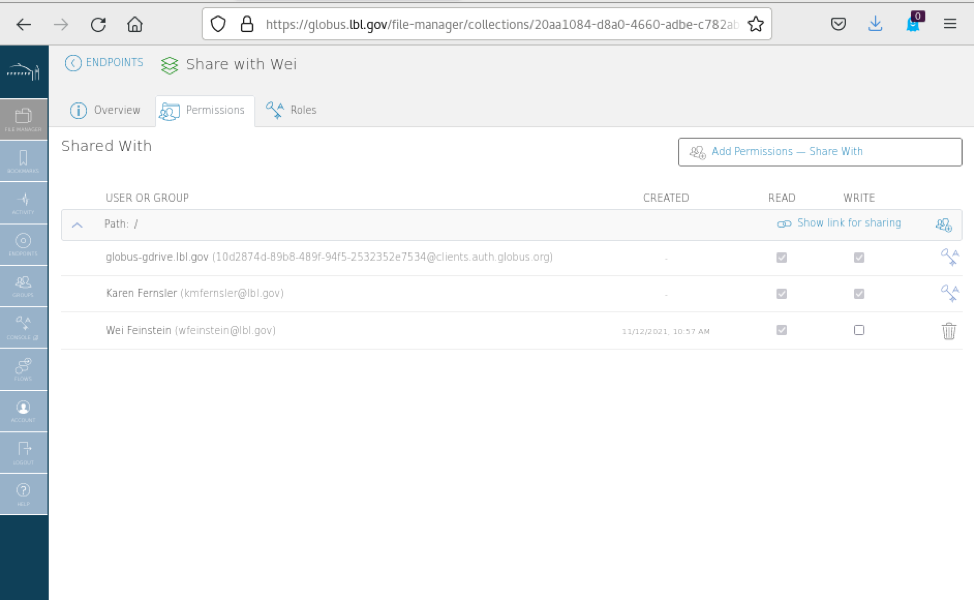 0
https://globus.lbl.gov/file-manager/collections/20aa1084-d8a0-4660-adbe-c782ab
ENDPOINTS Share with Wei
Overview Permissions Roles
Shared With
Add Permissions — Share With
USER OR GROUP CREATED READ WRITE
Path: / Show link for sharing
globus-gdrive.lbl.gov (10d2874d-89b8-489f-94f5-2532352e7534@clients.auth.globus.org) -
Karen Fernsler (kmfernsler@lbl.gov) -
Wei Feinstein (wfeinstein@lbl.gov) 11/12/2021, 10:57 AM
FILE MANAGER
BOOKMARKS
ACTIVITY
ENDPOINTS
GROUPS
CONSOLE
FLOWS
ACCOUNT
LOGOUT
HELP